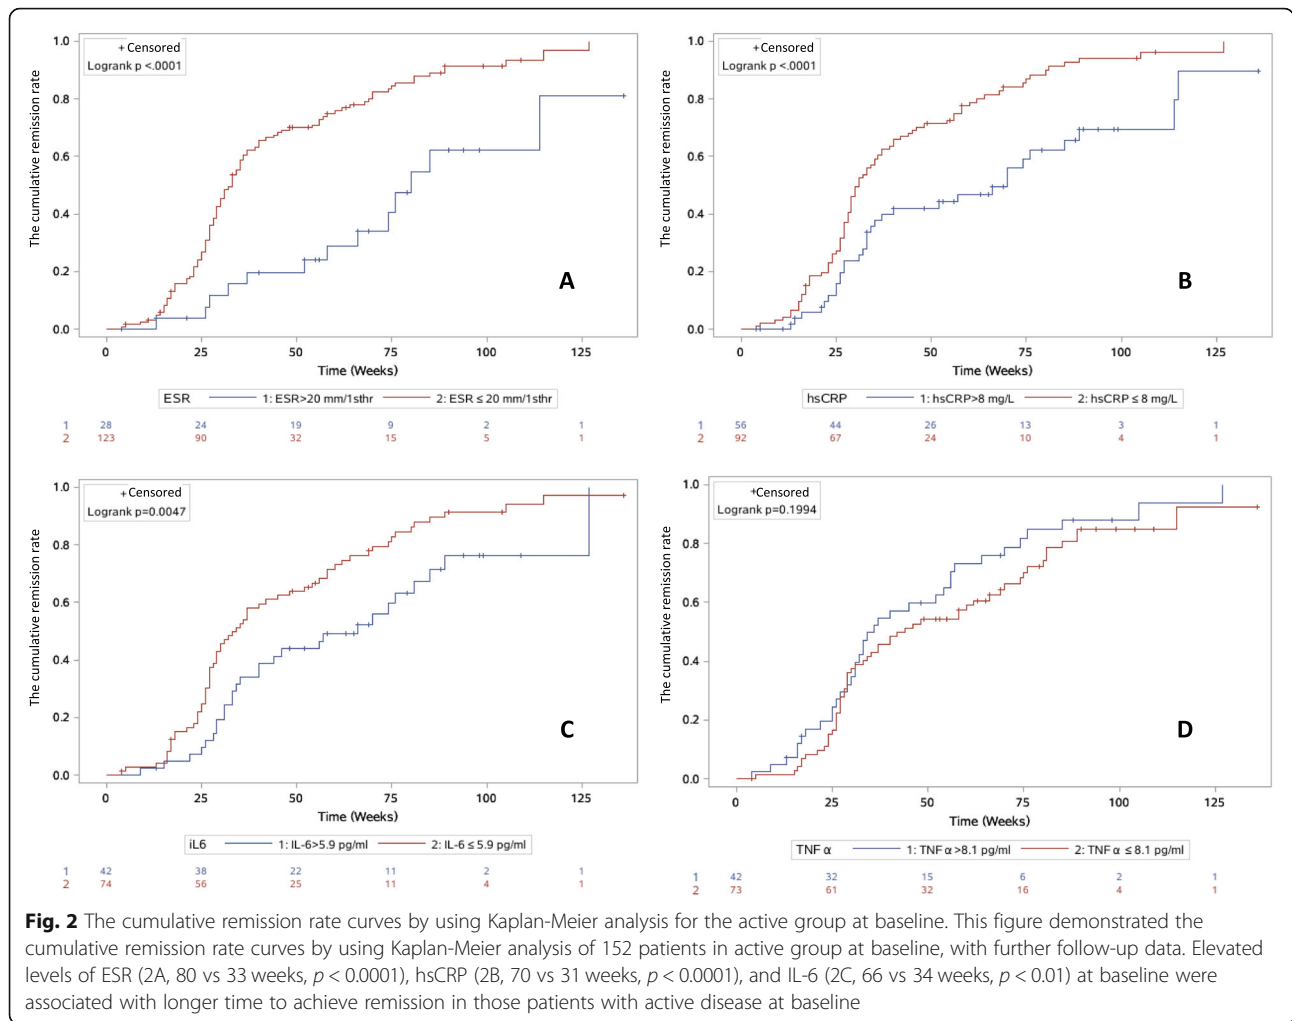 The cumulative remission rate
1.0
0.8
0.6
0.4
0.2
0.0
+ Censored
Logrank p <.0001
A
0 25 50 75 100 125
Time (Weeks)
ESR 1: ESR>20 mm/1sthr 2: ESR ≤ 20 mm/1sthr
1 28 24 19 9 2 1
2 123 90 32 15 5 1
The cumulative remission rate
1.0
0.8
0.6
0.4
0.2
0.0
+Censored
Logrank p <.0001
B
0 25 50 75 100 125
Time (Weeks)
hsCRP 1: hsCRP>8 mg/L 2: hsCRP ≤ 8 mg/L
1 56 44 26 13 3 1
2 92 67 24 10 4 1
The cumulative remission rate
1.0
0.8
0.6
0.4
0.2
0.0
+Censored
Logrank p=0.0047
C
0 25 50 75 100 125
Time (Weeks)
iL6 1: IL-6>5.9 pg/ml 2: IL-6 ≤ 5.9 pg/ml
1 42 38 22 11 2 1
2 74 56 25 11 4 1
The cumulative remission rate
1.0
0.8
0.6
0.4
0.2
0.0
+Censored
Logrank p=0.1994
D
0 25 50 75 100 125
Time (Weeks)
TNF α 1: TNF α>8.1 pg/ml 2: TNF α ≤ 8.1 pg/ml
1 42 32 15 6 2 1
2 73 61 32 16 4 1
Fig. 2 The cumulative remission rate curves by using Kaplan-Meier analysis for the active group at baseline. This figure demonstrated the
cumulative remission rate curves by using Kaplan-Meier analysis of 152 patients in active group at baseline, with further follow-up data. Elevated
levels of ESR (2A, 80 vs 33 weeks, p < 0.0001), hsCRP (2B, 70 vs 31 weeks, p < 0.0001), and IL-6 (2C, 66 vs 34 weeks, p < 0.01) at baseline were
associated with longer time to achieve remission in those patients with active disease at baseline